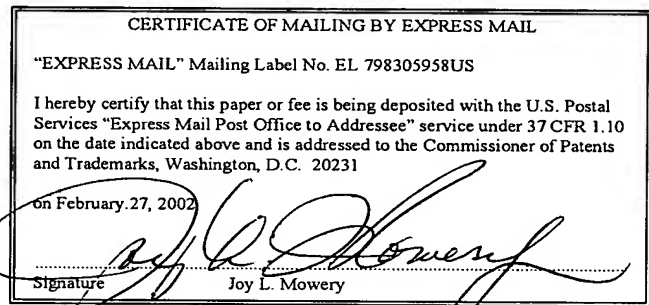 CERTIFICATE OF MAILING BY EXPRESS MAIL
"EXPRESS MAIL" Mailing Label No. EL 798305958US
I hereby certify that this paper or fee is being deposited with the U.S. Postal
Services "Express Mail Post Office to Addressee" service under 37 CFR 1.10
on the date indicated above and is addressed to the Commissioner of Patents
and Trademarks, Washington, D.C. 20231
on February.27, 2002
Joy L. Mowery
Signature Joy L. Mowery